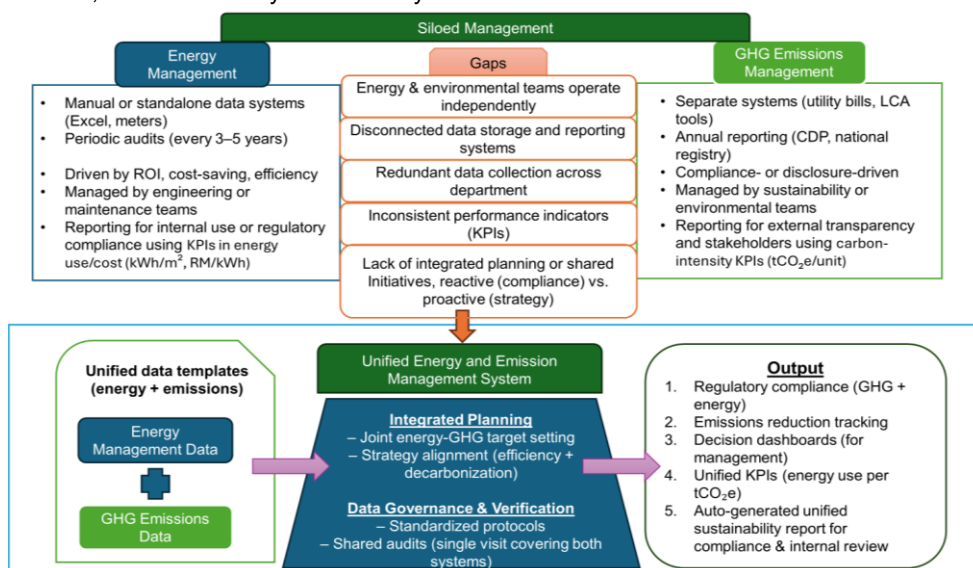 Siloed Management
Energy
Management
• Manual or standalone data systems
(Excel, meters)
• Periodic audits (every 3–5 years)
• Driven by ROI, cost-saving, efficiency
• Managed by engineering or
maintenance teams
• Reporting for internal use or regulatory
compliance using KPIs in energy
use/cost (kWh/m², RM/kWh)
Gaps
Energy & environmental teams operate
independently
Disconnected data storage and reporting
systems
Redundant data collection across
department
Inconsistent performance indicators
(KPIs)
Lack of integrated planning or shared
Initiatives, reactive (compliance) vs.
proactive (strategy)
GHG Emissions
Management
• Separate systems (utility bills, LCA
tools)
• Annual reporting (CDP, national
registry)
• Compliance- or disclosure-driven
• Managed by sustainability or
environmental teams
• Reporting for external transparency
and stakeholders using carbon-
intensity KPIs (tCO₂e/unit)
Unified data templates
(energy + emissions)
Energy
Management Data
GHG Emissions
Data
Unified Energy and Emission
Management System
Integrated Planning
– Joint energy-GHG target setting
– Strategy alignment (efficiency +
decarbonization)
Data Governance & Verification
– Standardized protocols
– Shared audits (single visit covering both
systems)
Output
1. Regulatory compliance (GHG +
energy)
2. Emissions reduction tracking
3. Decision dashboards (for
management)
4. Unified KPIs (energy use per
tCO₂e)
5. Auto-generated unified
sustainability report for
compliance & internal review